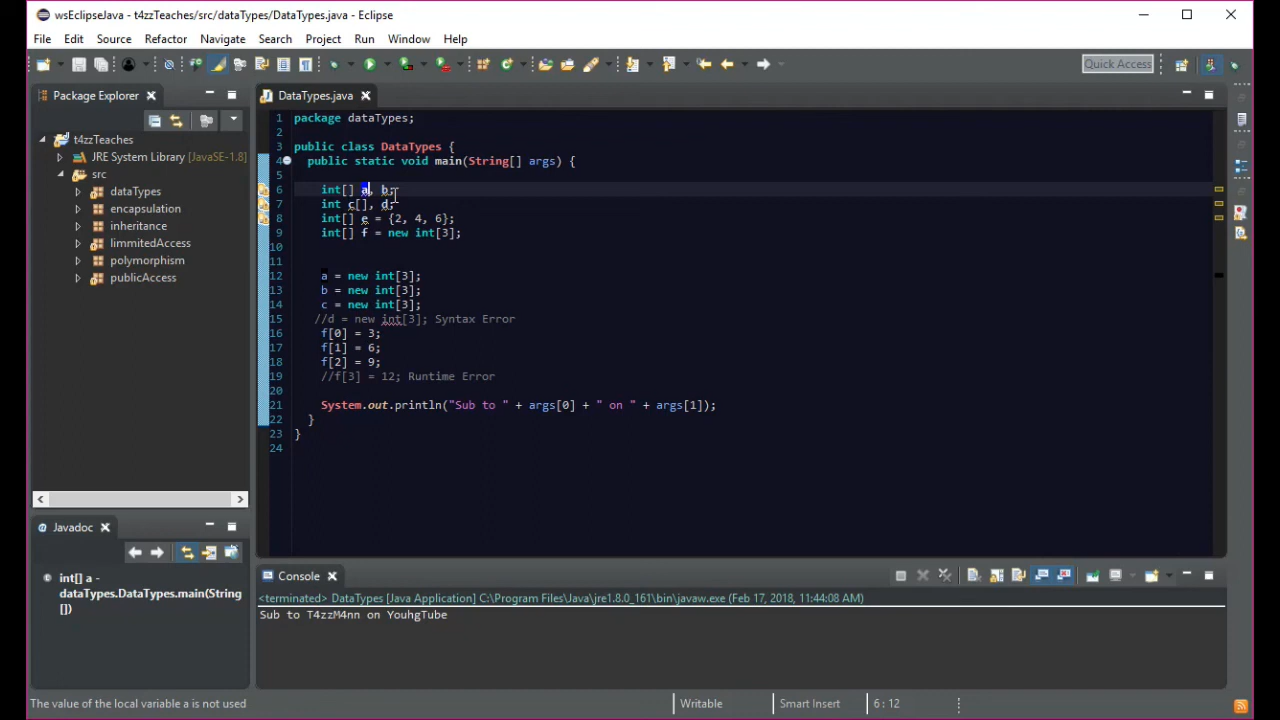 wsEclipseJava - t4zzTeaches/src/dataTypes/DataTypes.java - Eclipse
File Edit Source Refactor Navigate Search Project Run Window Help
Quick Access
Package Explorer
t4zzTeaches
JRE System Library [JavaSE-1.8]
src
dataTypes
encapsulation
inheritance
limmitedAccess
polymorphism
publicAccess
DataTypes.java
1 package dataTypes;
2
3 public class DataTypes {
4 public static void main(String[] args) {
5
6 int[] a, b;
7 int c[], d;
8 int[] e = {2, 4, 6};
9 int[] f = new int[3];
10
11
12 a = new int[3];
13 b = new int[3];
14 c = new int[3];
15 //d = new int[3]; Syntax Error
16 f[0] = 3;
17 f[1] = 6;
18 f[2] = 9;
19 //f[3] = 12; Runtime Error
20
21 System.out.println("Sub to " + args[0] + " on " + args[1]);
22 }
23 }
24
Javadoc
int[] a -
dataTypes.DataTypes.main(String
[])
Console
<terminated> DataTypes [Java Application] C:\Program Files\Java\jre1.8.0_161\bin\javaw.exe (Feb 17, 2018, 11:44:08 AM)
Sub to T4zzM4nn on YouhgTube
The value of the local variable a is not used
Writable
Smart Insert
6 : 12